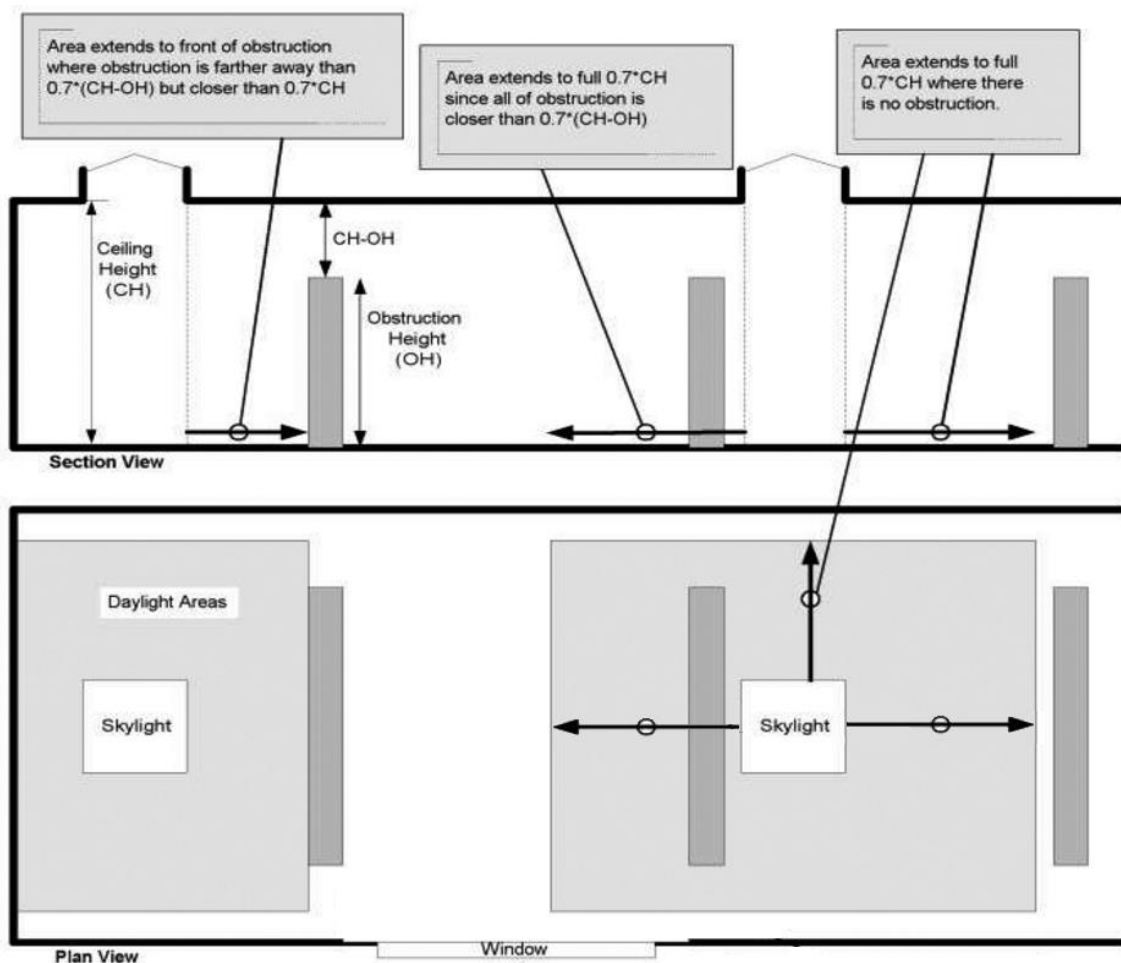 Area extends to front of obstruction
where obstruction is farther away than
0.7*(CH-OH) but closer than 0.7*CH
Area extends to full 0.7*CH
since all of obstruction is
closer than 0.7*(CH-OH)
Area extends to full
0.7*CH where there
is no obstruction.
Ceiling
Height
(CH)
CH-OH
Obstruction
Height
(OH)
Section View
Daylight Areas
Skylight
Skylight
Window
Plan View